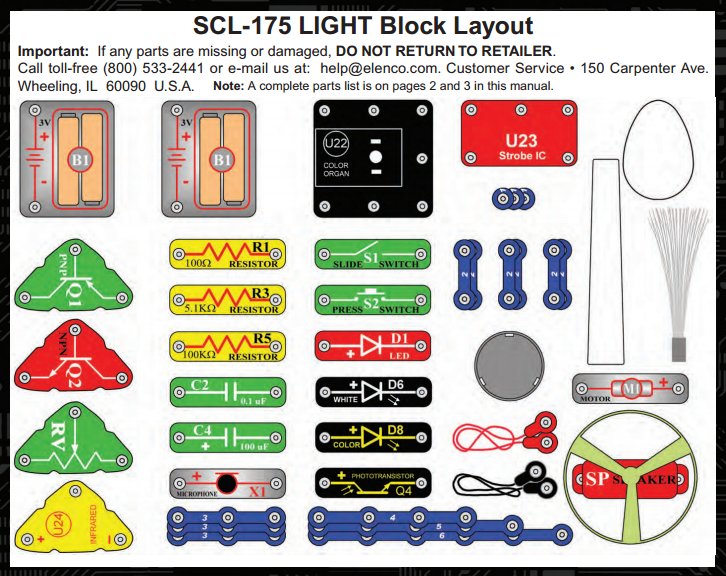 SCL-175 LIGHT Block Layout
Important: If any parts are missing or damaged, DO NOT RETURN TO RETAILER.
Call toll-free (800) 533-2441 or e-mail us at: help@elenco.com. Customer Service • 150 Carpenter Ave.
Wheeling, IL 60090 U.S.A. Note: A complete parts list is on pages 2 and 3 in this manual.
3V
+
B1
-
3V
+
B1
-
U22
COLOR
ORGAN
U23
Strobe IC
PNP
Q1
R1
100Ω RESISTOR
S1
SLIDE SWITCH
2
2
2
R3
5.1KΩ RESISTOR
S2
PRESS SWITCH
NPN
Q2
R5
100KΩ RESISTOR
D1
+ LED
C2
0.1 uF
+ D6
WHITE
M1 +
MOTOR
RV
C4
+ 100 uF
+ D8
COLOR
+ X1
MICROPHONE
+ PHOTOTRANSISTOR
Q4
SP SPEAKER
U24
INFRARED
+ -
3
3
3
4
5
6